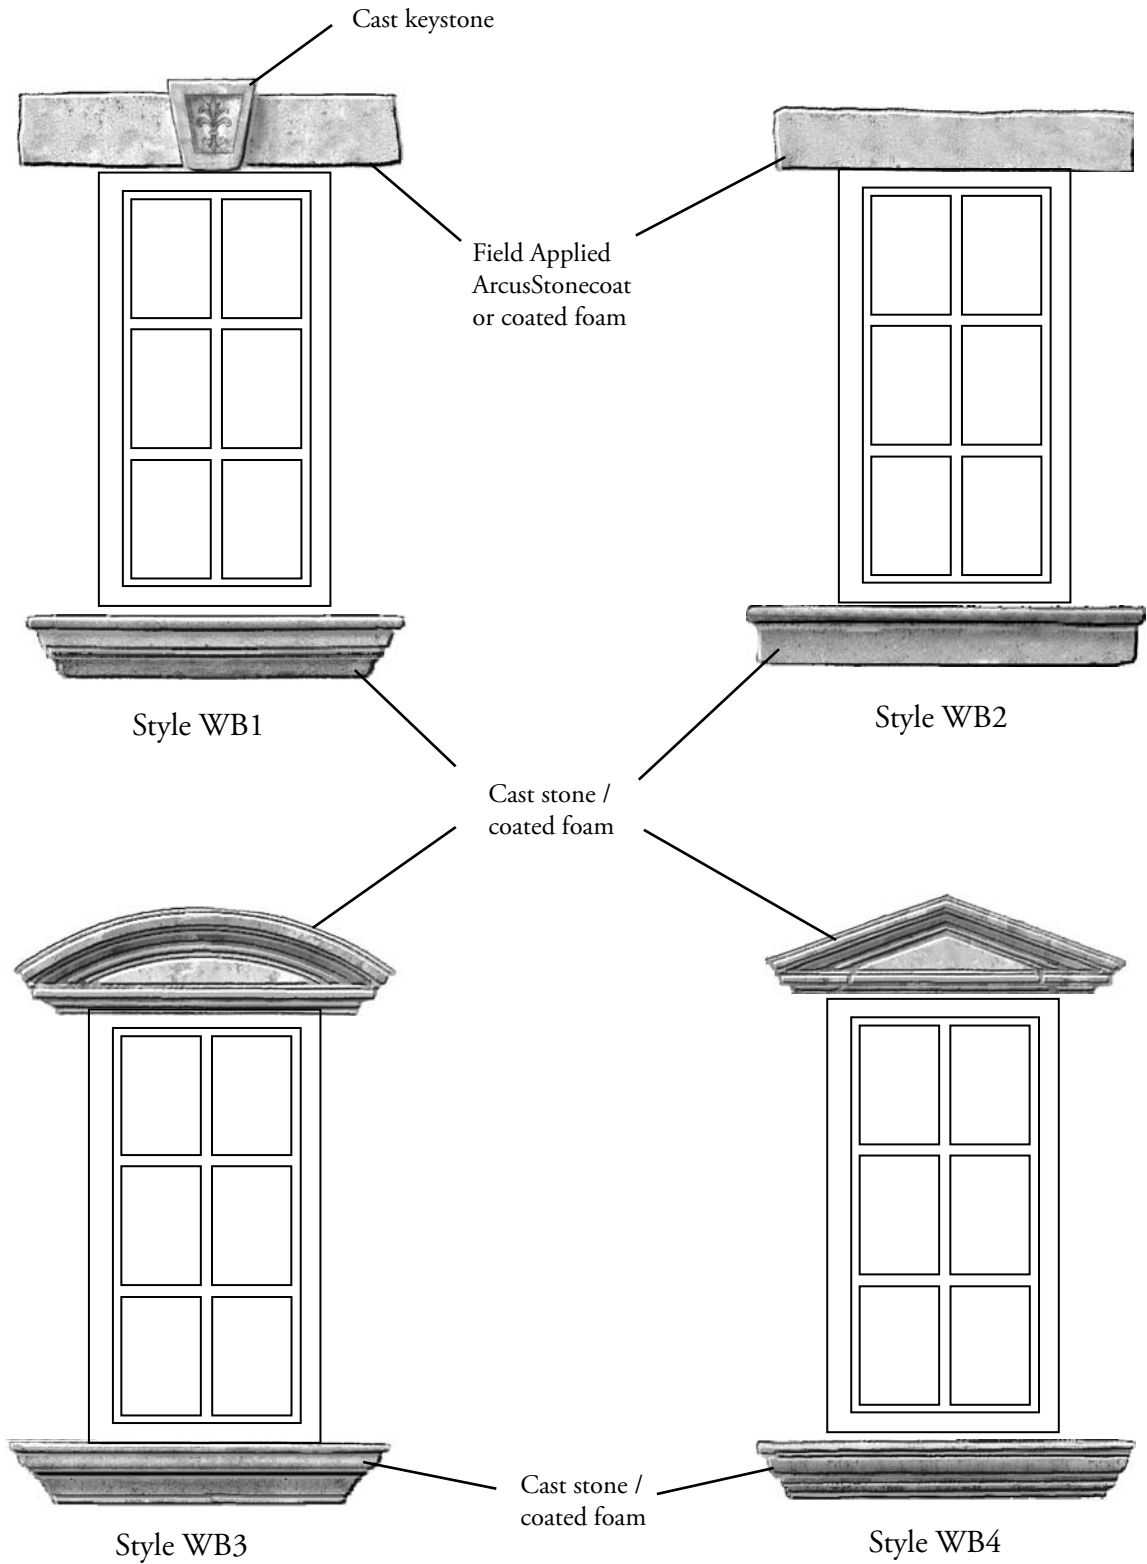 Cast keystone
Field Applied
ArcusStonecoat
or coated foam
Style WB1
Style WB2
Cast stone /
coated foam
Cast stone /
coated foam
Style WB3
Style WB4